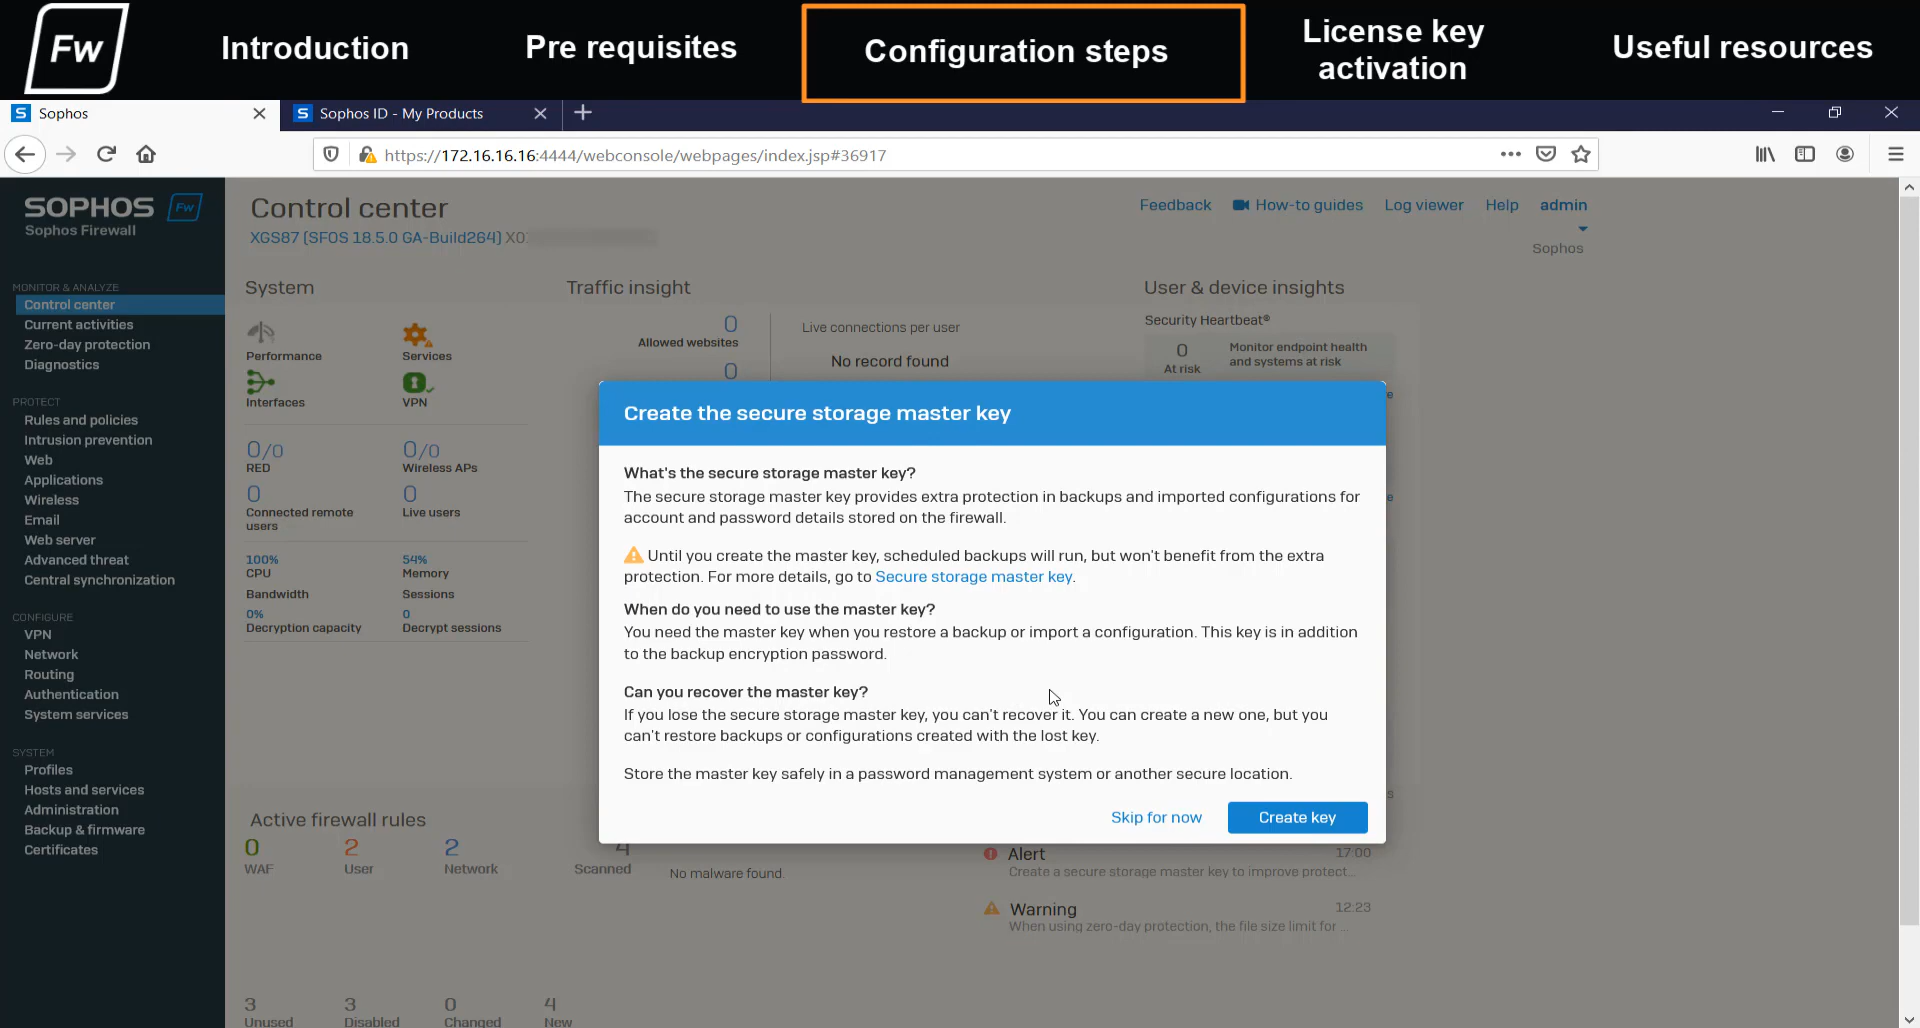 Fw
Introduction
Pre requisites
Configuration steps
License key
activation
Useful resources
Sophos
Sophos ID - My Products
https://172.16.16.16:4444/webconsole/webpages/index.jsp#36917
SOPHOS Fw
Sophos Firewall
MONITOR & ANALYZE
Control center
Current activities
Zero-day protection
Diagnostics
PROTECT
Rules and policies
Intrusion prevention
Web
Applications
Wireless
Email
Web server
Advanced threat
Central synchronization
CONFIGURE
VPN
Network
Routing
Authentication
System services
SYSTEM
Profiles
Hosts and services
Administration
Backup & firmware
Certificates
Control center
XGS87 [SFOS 18.5.0 GA-Build264]
Feedback
How-to guides
Log viewer
Help
admin
Sophos
System
Performance
Services
Interfaces
VPN
0/0
RED
0/0
Wireless APs
0
Connected remote
users
0
Live users
100%
CPU
54%
Memory
Bandwidth
Sessions
0%
Decryption capacity
0
Decrypt sessions
Traffic insight
0
Allowed websites
0
Live connections per user
No record found
User & device insights
Security Heartbeat®
0
At risk
Monitor endpoint health
and systems at risk
Create the secure storage master key
What's the secure storage master key?
The secure storage master key provides extra protection in backups and imported configurations for
account and password details stored on the firewall.
Until you create the master key, scheduled backups will run, but won't benefit from the extra
protection. For more details, go to Secure storage master key.
When do you need to use the master key?
You need the master key when you restore a backup or import a configuration. This key is in addition
to the backup encryption password.
Can you recover the master key?
If you lose the secure storage master key, you can't recover it. You can create a new one, but you
can't restore backups or configurations created with the lost key.
Store the master key safely in a password management system or another secure location.
Skip for now
Create key
Active firewall rules
0
WAF
2
User
2
Network
4
Scanned
No malware found.
Alert
17:00
Create a secure storage master key to improve protect...
Warning
12:23
When using zero-day protection, the file size limit for ...
3
Unused
3
Disabled
0
Changed
4
New